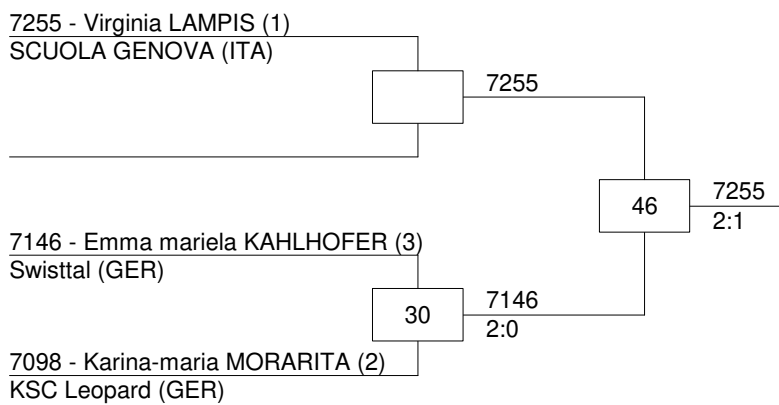 7255 - Virginia LAMPIS (1)
SCUOLA GENOVA (ITA)
7255
46
7255
2:1
7146 - Emma mariela KAHLHOFER (3)
Swisttal (GER)
30
7146
2:0
7098 - Karina-maria MORARITA (2)
KSC Leopard (GER)